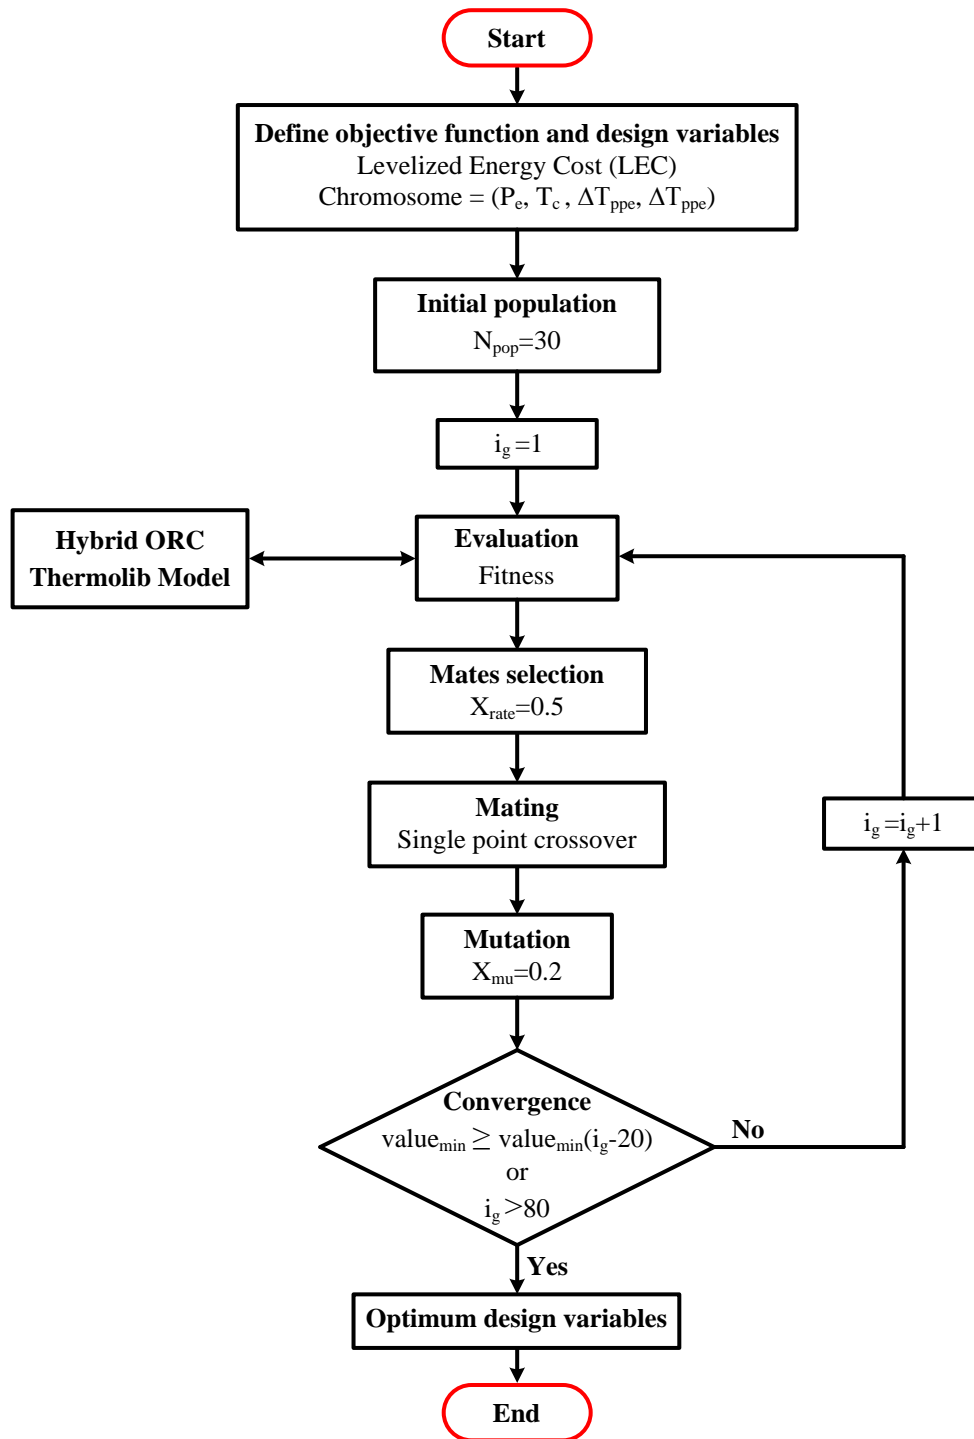 Start
Define objective function and design variables
Levelized Energy Cost (LEC)
Chromosome = (Pe, Tc , ΔTppe, ΔTppe)
Initial population
Npop=30
ig =1
Hybrid ORC
Thermolib Model
Evaluation
Fitness
Mates selection
Xrate=0.5
Mating
Single point crossover
ig =ig+1
Mutation
Xmu=0.2
Convergence
valuemin ≥ valuemin(ig-20)
or
ig >80
No
Yes
Optimum design variables
End